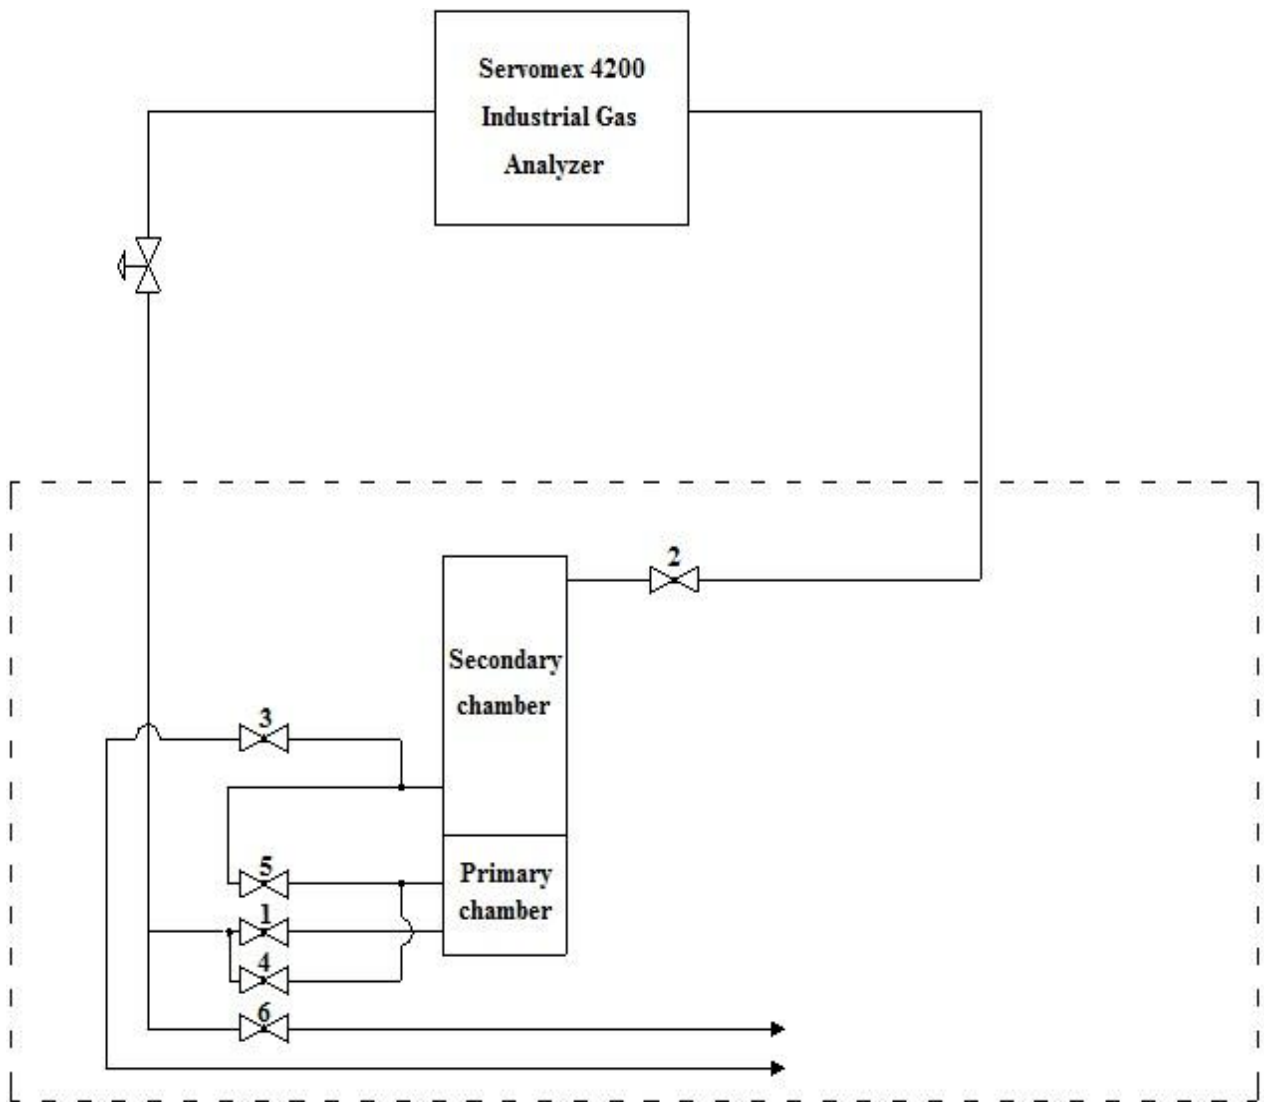 Servomex 4200
Industrial Gas
Analyzer
2
Secondary
chamber
3
5
Primary
chamber
1
4
6